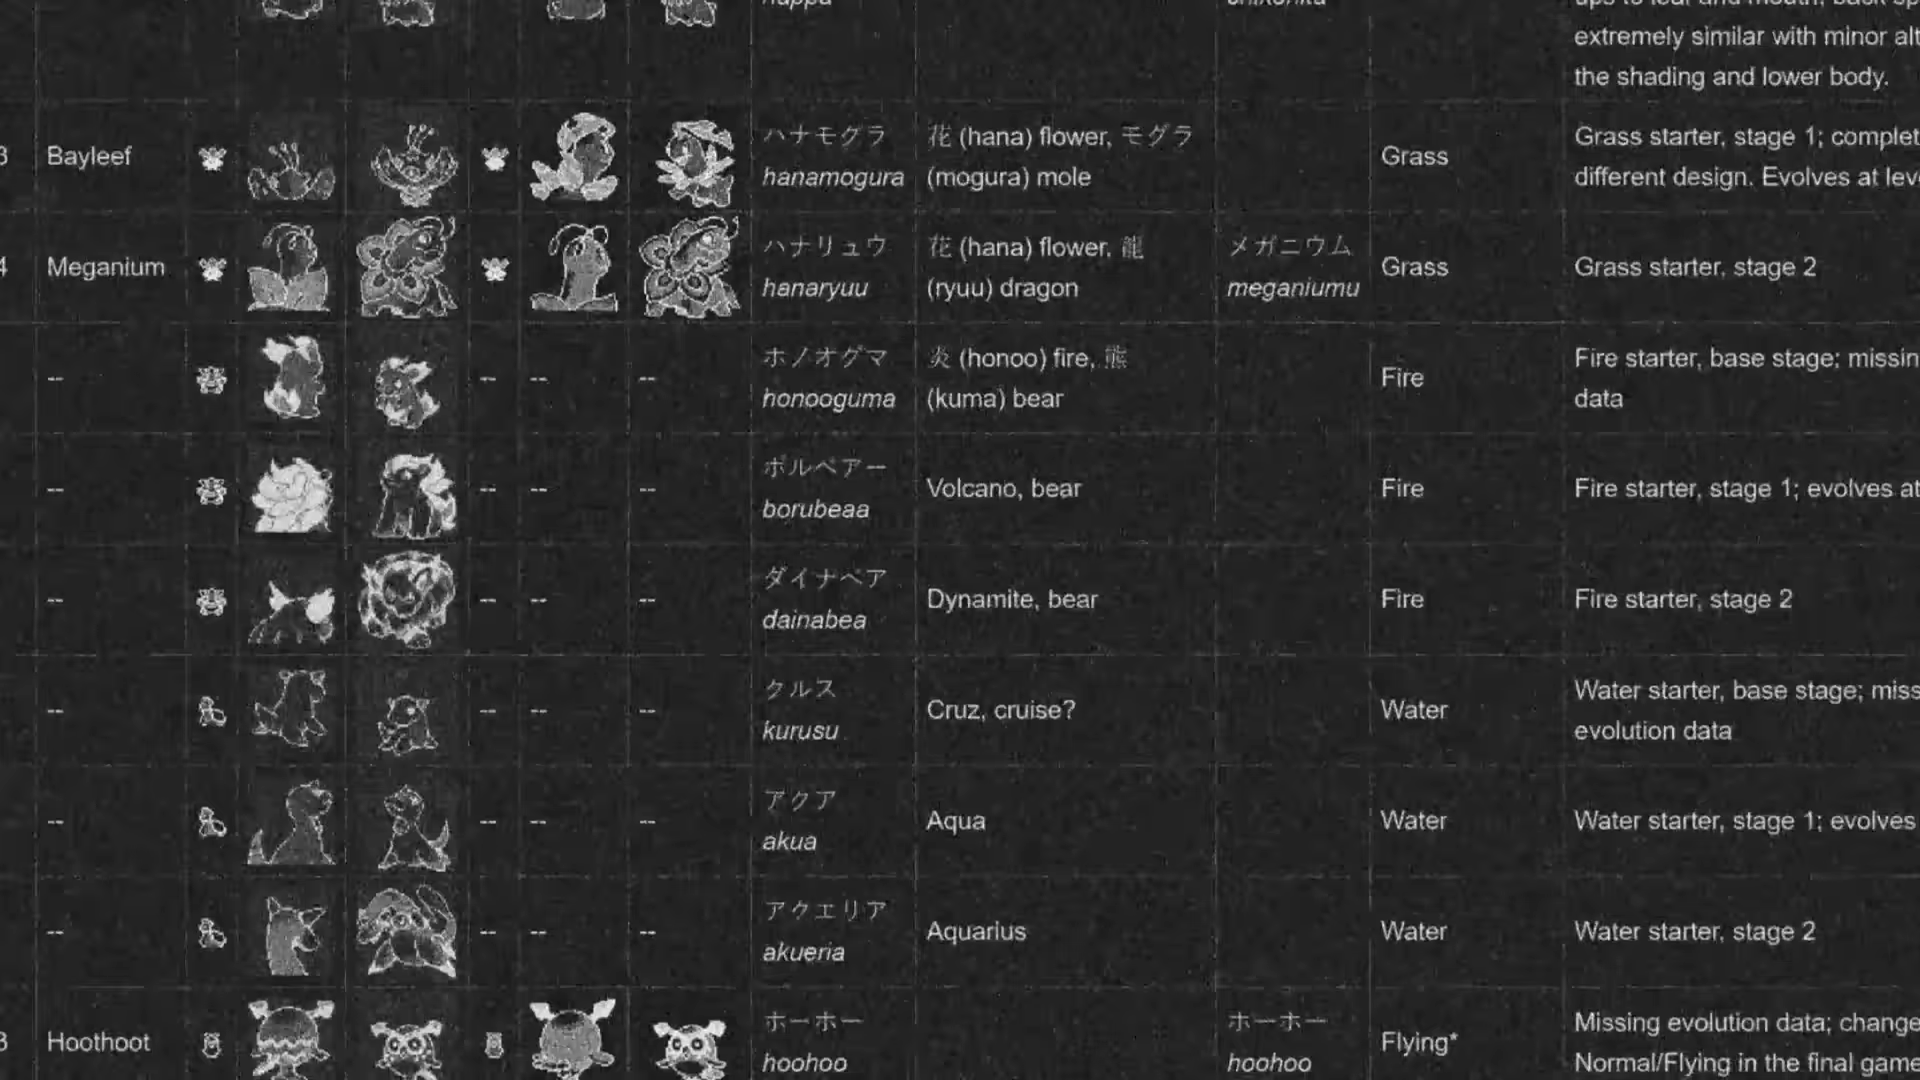 extremely similar with minor alt
the shading and lower body.
3 Bayleef ハナモグラ hanamogura 花 (hana) flower, モグラ (mogura) mole Grass Grass starter, stage 1; complet
different design. Evolves at leve
4 Meganium ハナリュウ hanaryuu 花 (hana) flower, 龍 (ryuu) dragon メガニウム meganiumu Grass Grass starter, stage 2
-- -- -- -- ホノオグマ honooguma 炎 (honoo) fire, 熊 (kuma) bear Fire Fire starter, base stage; missin
data
-- -- -- -- ボルベアー borubeaa Volcano, bear Fire Fire starter, stage 1; evolves at
-- -- -- -- ダイナベア dainabea Dynamite, bear Fire Fire starter, stage 2
-- -- -- -- クルス kurusu Cruz, cruise? Water Water starter, base stage; miss
evolution data
-- -- -- -- アクア akua Aqua Water Water starter, stage 1; evolves
-- -- -- -- アクエリア akueria Aquarius Water Water starter, stage 2
3 Hoothoot ホーホー hoohoo ホーホー hoohoo Flying* Missing evolution data; change
Normal/Flying in the final game